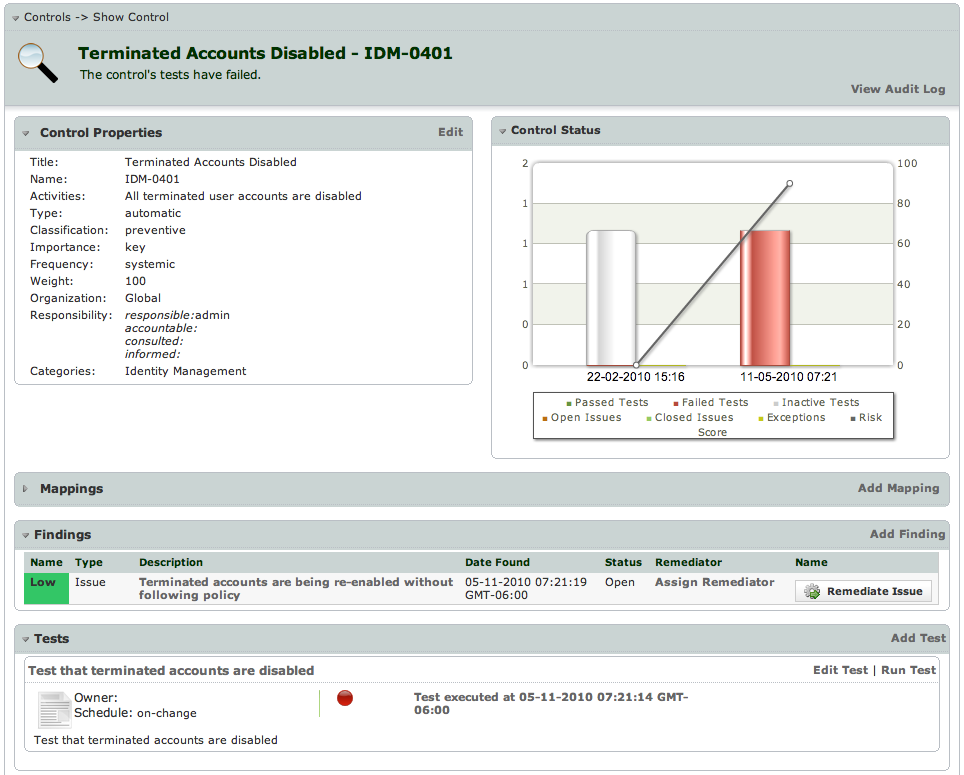 Controls -> Show Control
Terminated Accounts Disabled - IDM-0401
The control's tests have failed.
View Audit Log
Control Properties
Edit
Title: Terminated Accounts Disabled
Name: IDM-0401
Activities: All terminated user accounts are disabled
Type: automatic
Classification: preventive
Importance: key
Frequency: systemic
Weight: 100
Organization: Global
Responsibility: responsible:admin
accountable:
consulted:
informed:
Categories: Identity Management
Control Status
2 100
1 80
1 60
1 40
0 20
0 0
22-02-2010 15:16 11-05-2010 07:21
Passed Tests Failed Tests Inactive Tests
Open Issues Closed Issues Exceptions Risk
Score
Mappings Add Mapping
Findings Add Finding
Name Type Description Date Found Status Remediator Name
Low Issue Terminated accounts are being re-enabled without 05-11-2010 07:21:19 Open Assign Remediator Remediate Issue
following policy GMT-06:00
Tests Add Test
Test that terminated accounts are disabled Edit Test | Run Test
Owner: Test executed at 05-11-2010 07:21:14 GMT-
Schedule: on-change 06:00
Test that terminated accounts are disabled